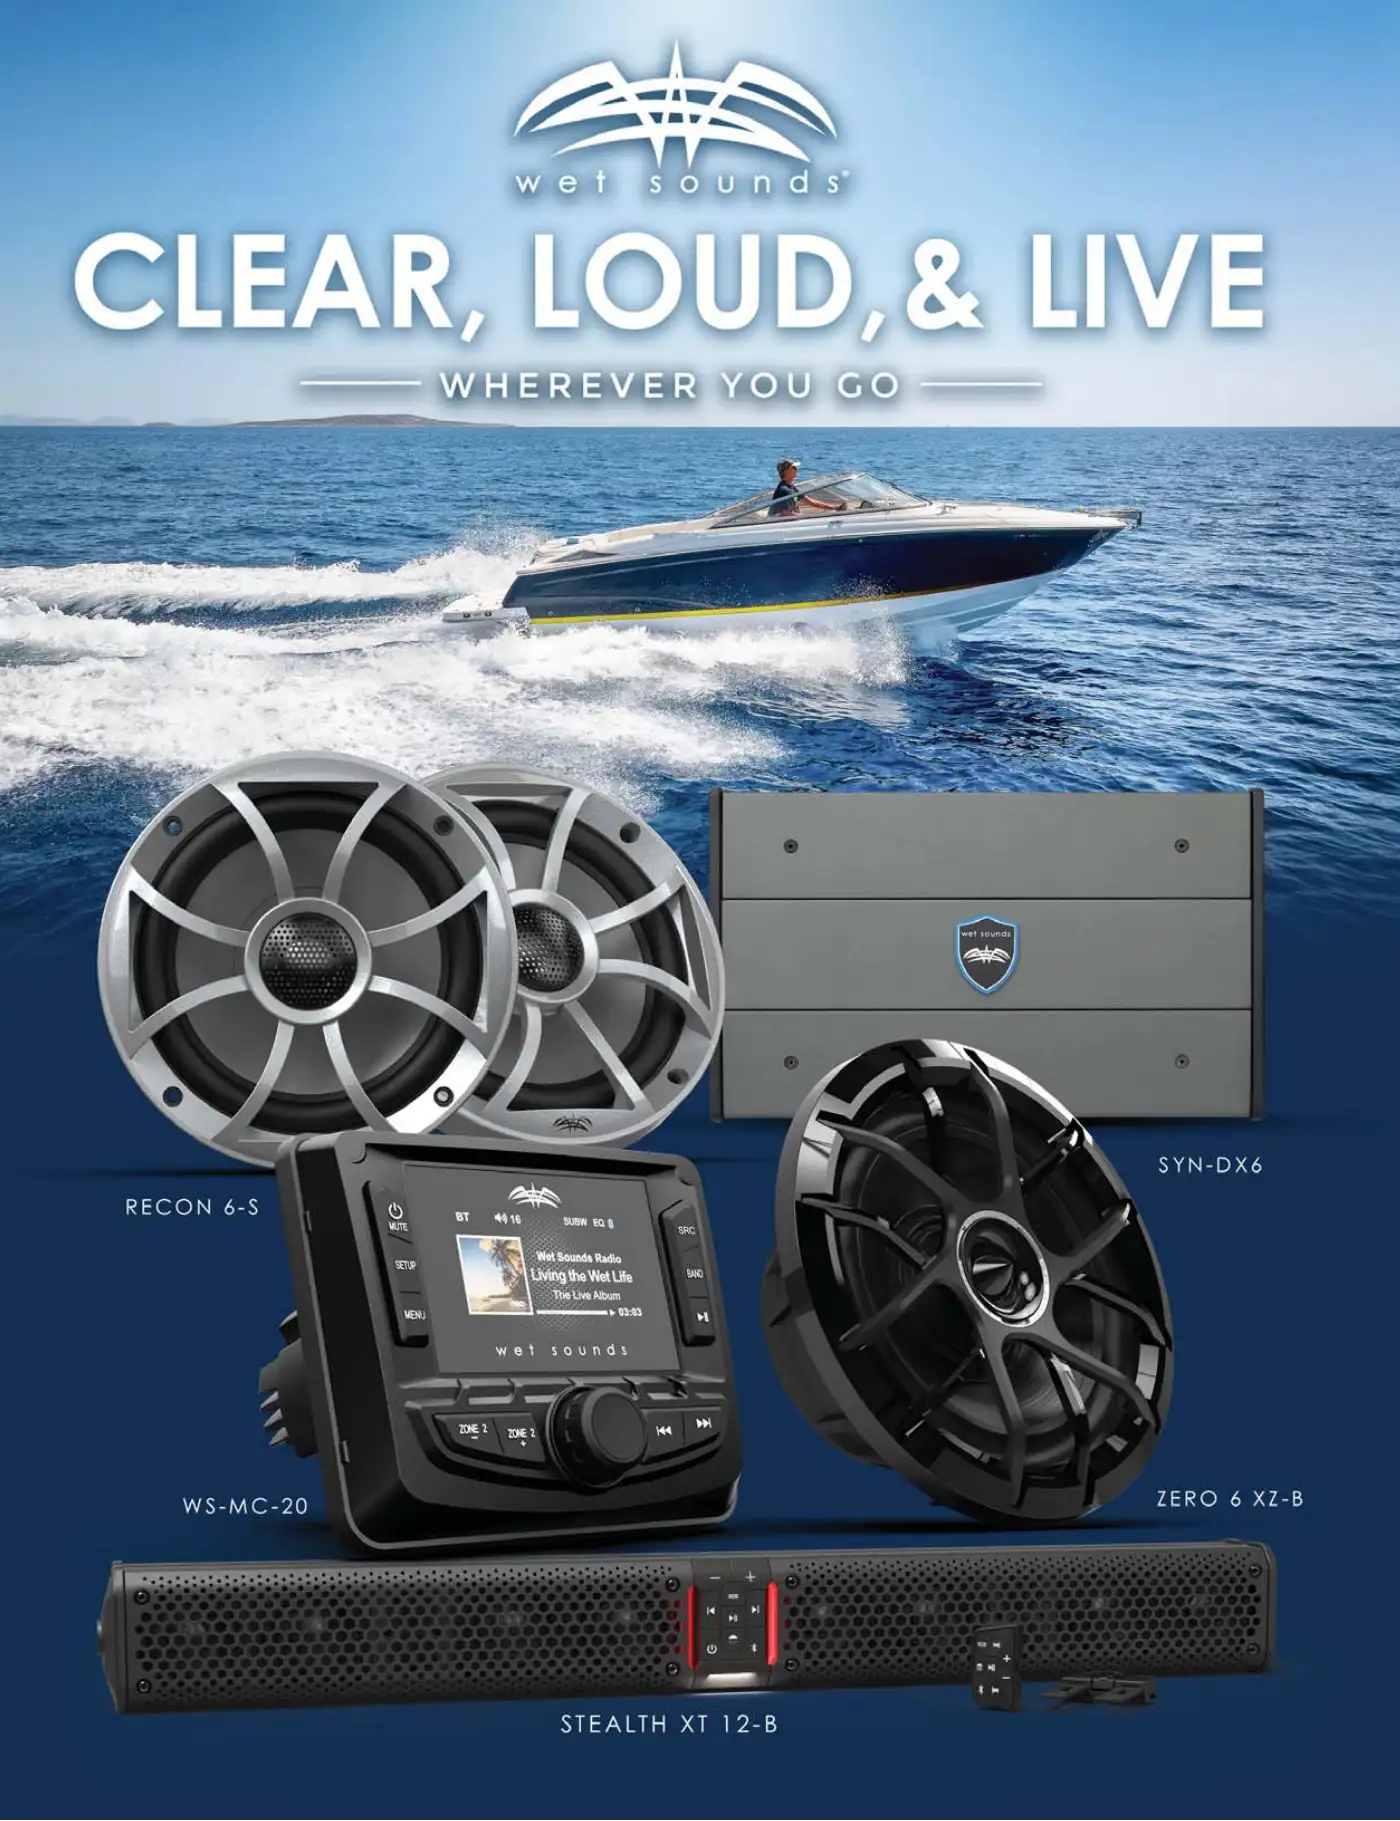 wet sounds®
CLEAR, LOUD, & LIVE
WHEREVER YOU GO
wet sounds
SYN-DX6
RECON 6-S
MUTE
SETUP
MENU
BT
16
SUBW EQ
Wet Sounds Radio
Living the Wet Life
The Live Album
03:03
wet sounds
SRC
BAND
ZONE 2
-
ZONE 2
+
WS-MC-20
ZERO 6 XZ-B
- +
STEALTH XT 12-B